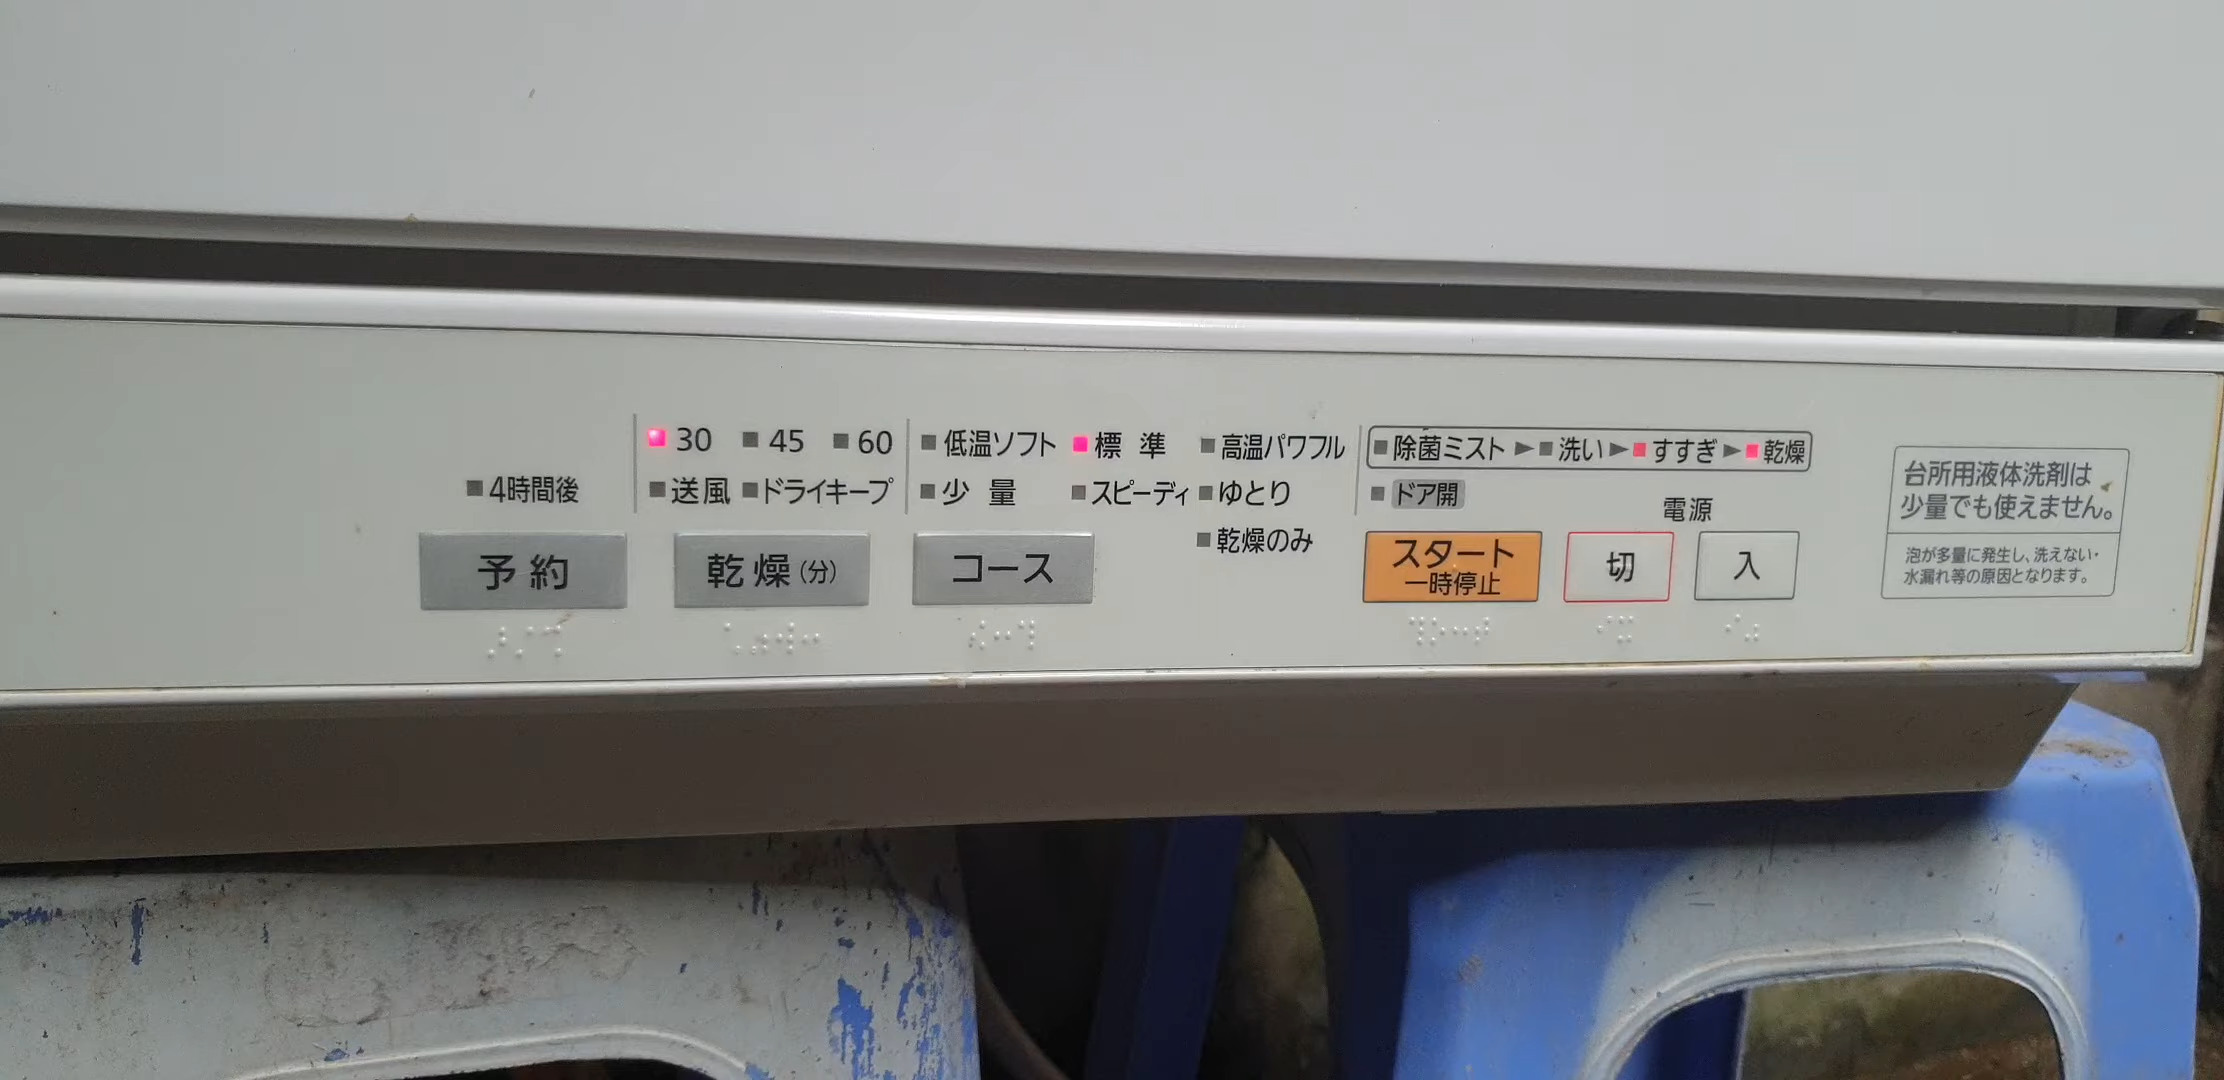 30 45 60 低温ソフト 標準 高温パワフル 除菌ミスト▶洗い▶すすぎ▶乾燥
4時間後 送風 ドライキープ 少量 スピーディ ゆとり ドア開
乾燥のみ
電源
予約 乾燥(分) コース
スタート
一時停止
切 入
台所用液体洗剤は
少量でも使えません。
泡が多量に発生し、洗えない・
水漏れ等の原因となります。